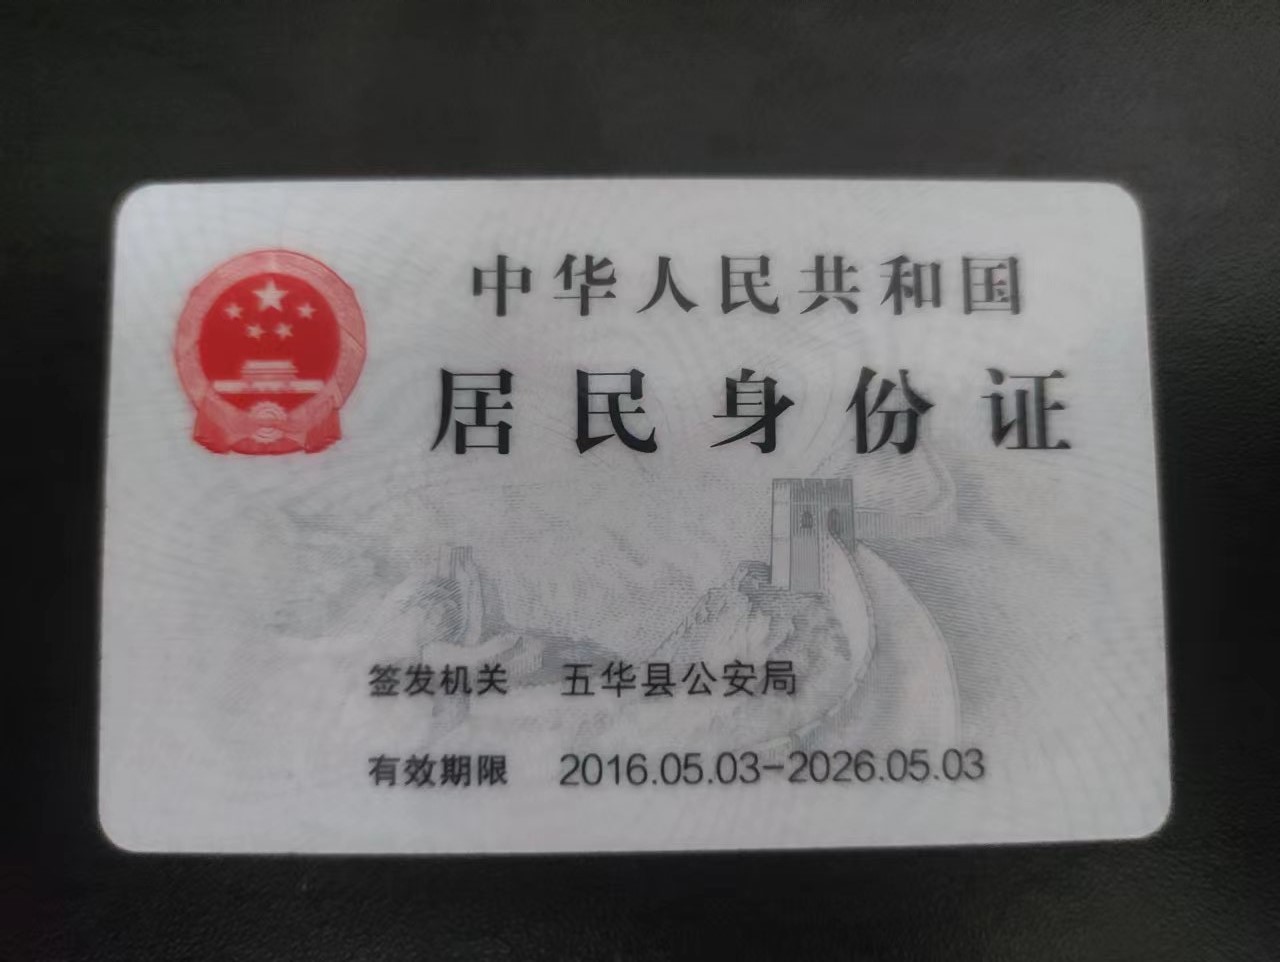 中华人民共和国
居民身份证
签发机关 五华县公安局
有效期限 2016.05.03-2026.05.03